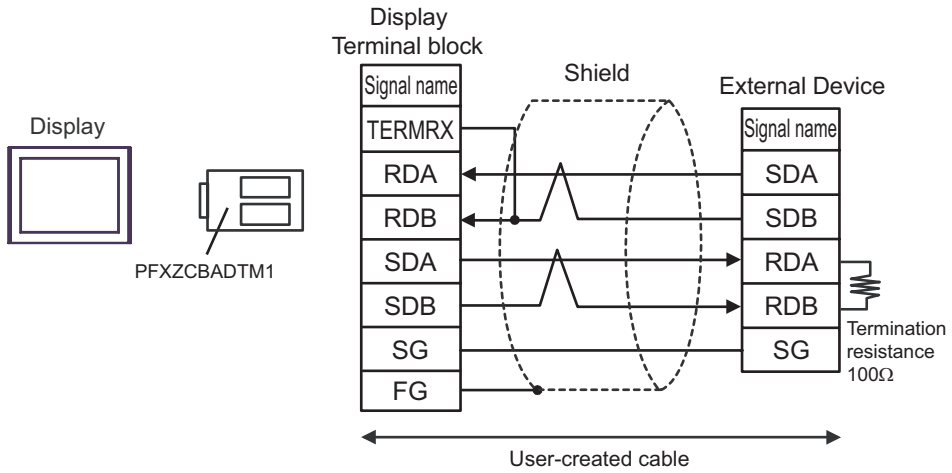 Display
Terminal block
Shield
External Device
Display
Signal name
TERMRX
RDA
RDB
SDA
SDB
SG
FG
Signal name
SDA
SDB
RDA
RDB
SG
PFXZCBADTM1
Termination
resistance
100Ω
User-created cable